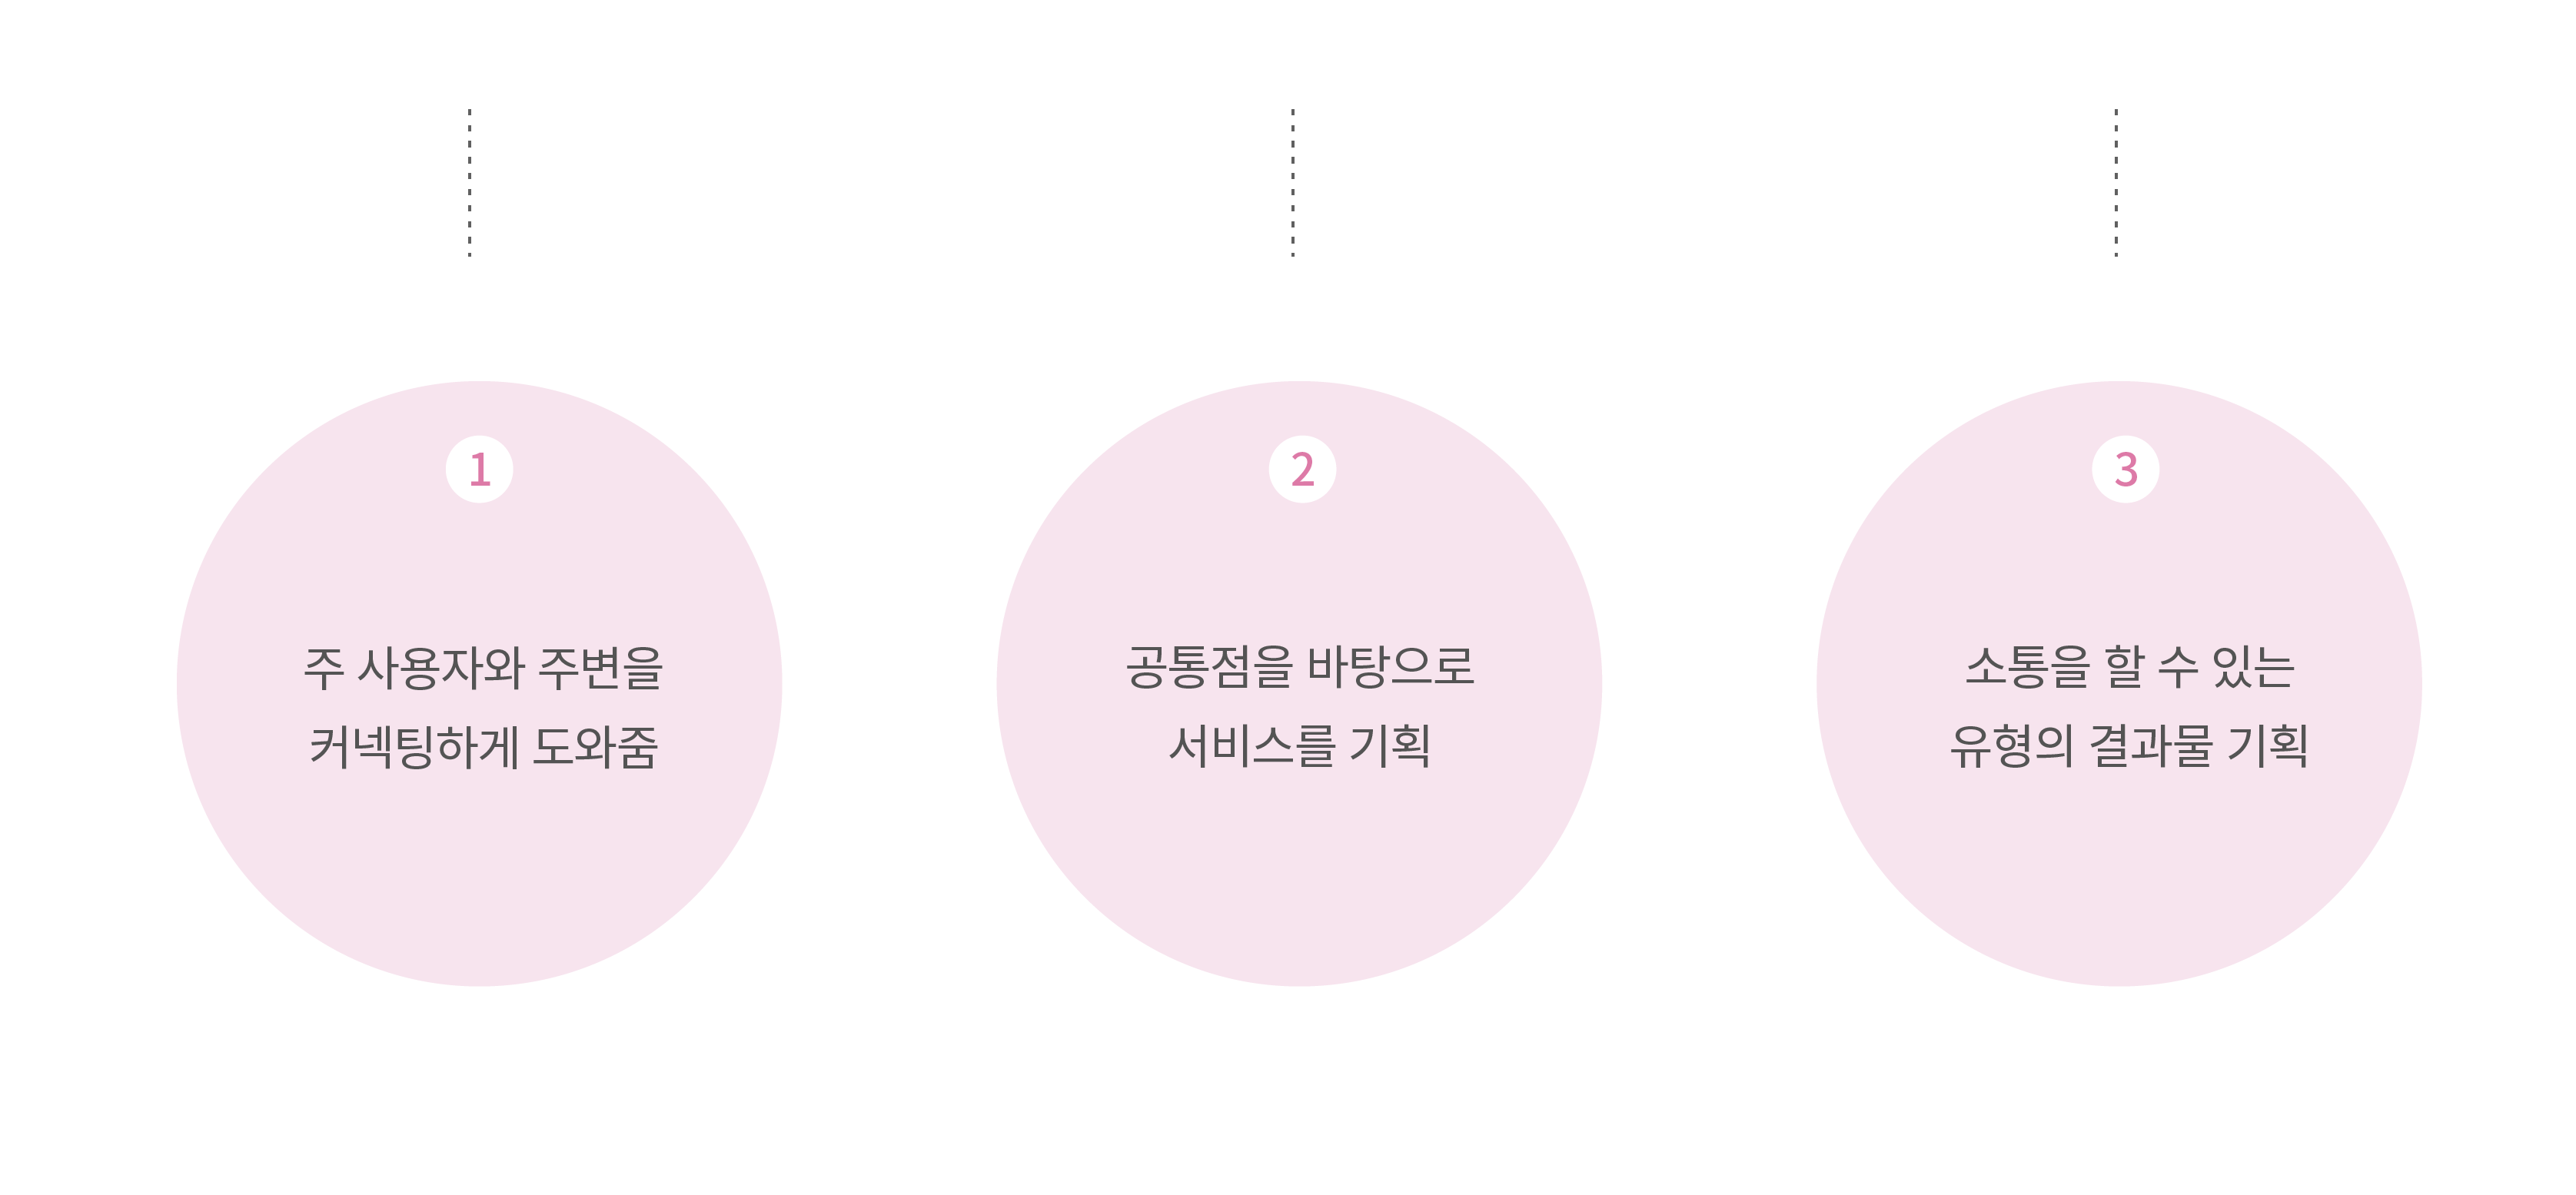 1
주 사용자와 주변을
커넥팅하게 도와줌
2
공통점을 바탕으로
서비스를 기획
3
소통을 할 수 있는
유형의 결과물 기획